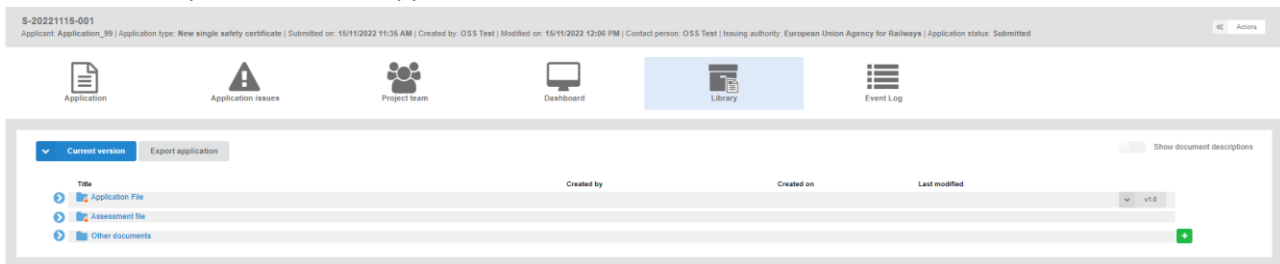 S-20221115-001
Applicant: Application_99 | Application type: New single safety certificate | Submitted on: 15/11/2022 11:35 AM | Created by: OSS Test | Modified on: 15/11/2022 12:06 PM | Contact person: OSS Test | Issuing authority: European Union Agency for Railways | Application status: Submitted
Actions
Application Application issues Project team Dashboard Library Event Log
Current version Export application Show document descriptions
Title Created by Created on Last modified
Application File v1.0
Assessment file
Other documents